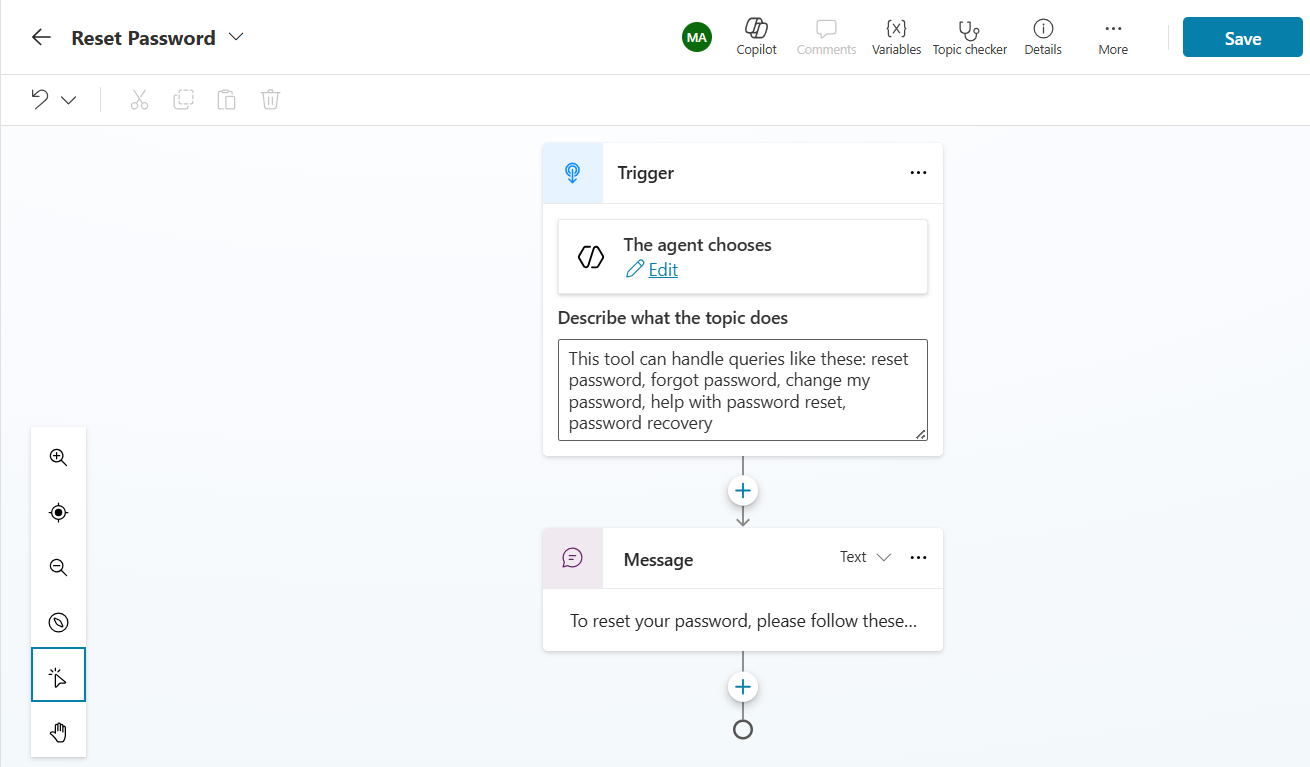 Reset Password
MA
Copilot
Comments
{x}
Variables
Topic checker
Details
More
Save
Trigger
The agent chooses
Edit
Describe what the topic does
This tool can handle queries like these: reset
password, forgot password, change my
password, help with password reset,
password recovery
Message
Text
To reset your password, please follow these...